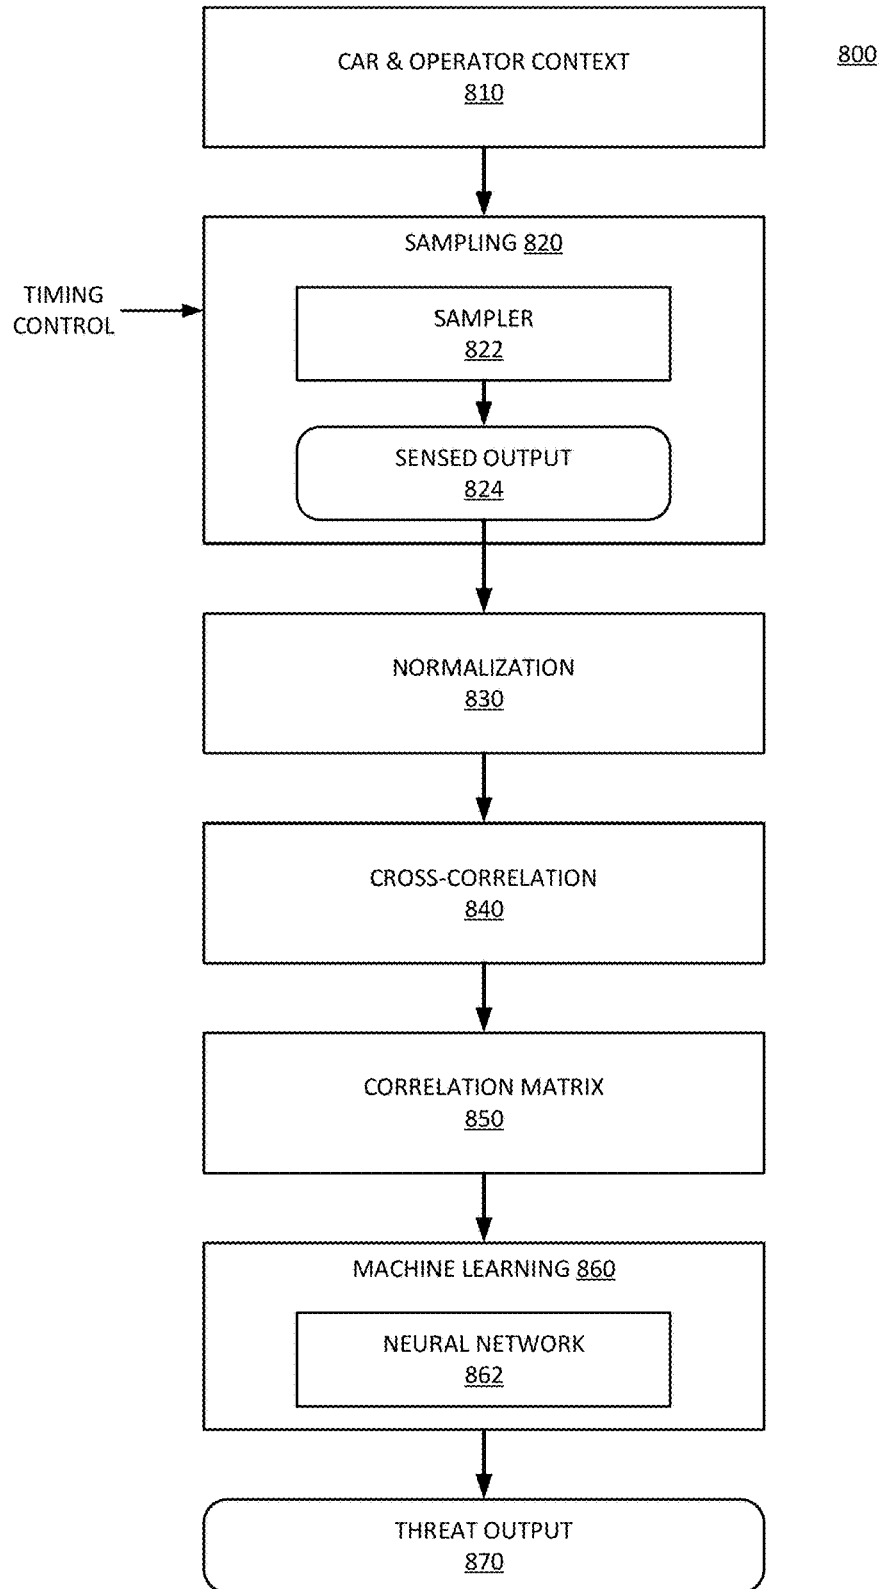 CAR & OPERATOR CONTEXT
810
800
SAMPLING 820
TIMING
CONTROL
SAMPLER
822
SENSED OUTPUT
824
NORMALIZATION
830
CROSS-CORRELATION
840
CORRELATION MATRIX
850
MACHINE LEARNING 860
NEURAL NETWORK
862
THREAT OUTPUT
870